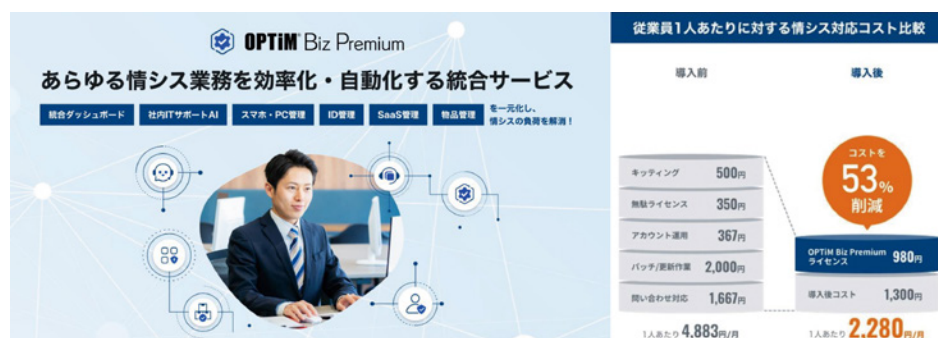 OPTiM Biz Premium
あらゆる情シス業務を効率化・自動化する統合サービス
統合ダッシュボード 社内ITサポートAI スマホ・PC管理 ID管理 SaaS管理 物品管理 を一元化し、
情シスの負荷を解消！
従業員1人あたりに対する情シス対応コスト比較
導入前
キッティング 500円
無駄ライセンス 350円
アカウント運用 367円
パッチ/更新作業 2,000円
問い合わせ対応 1,667円
1人あたり 4,883円/月
導入後
コストを
53%
削減
OPTiM Biz Premium
ライセンス 980円
導入後コスト 1,300円
1人あたり 2,280円/月